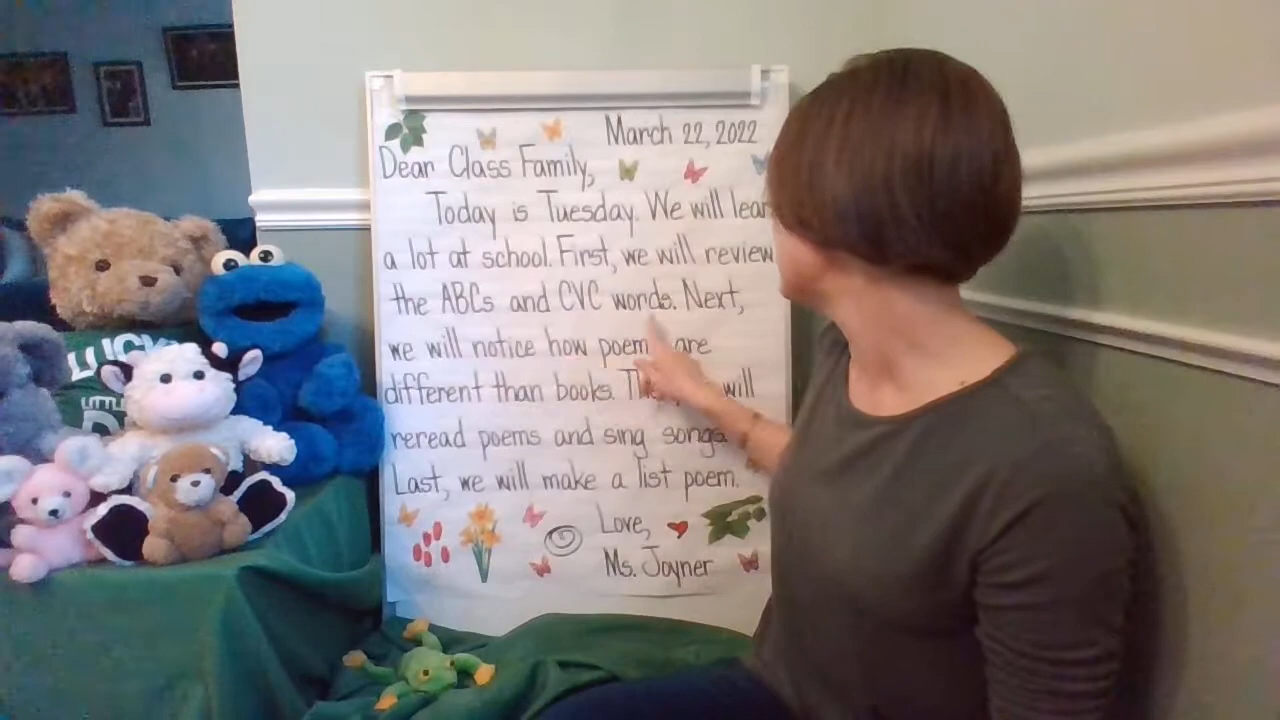 March 22, 2022
Dear Class Family,
Today is Tuesday. We will lear
a lot at school. First, we will review
the ABCs and CVC words. Next,
we will notice how poem are
different than books. will
reread poems and sing songs
Last, we will make a list poem.
Love,
Ms. Joyner
LUCK